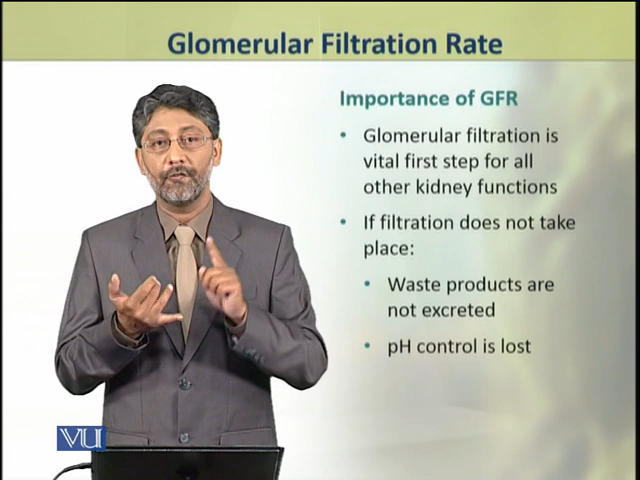 Glomerular Filtration Rate
Importance of GFR
• Glomerular filtration is
vital first step for all
other kidney functions
• If filtration does not take
place:
• Waste products are
not excreted
• pH control is lost
VU